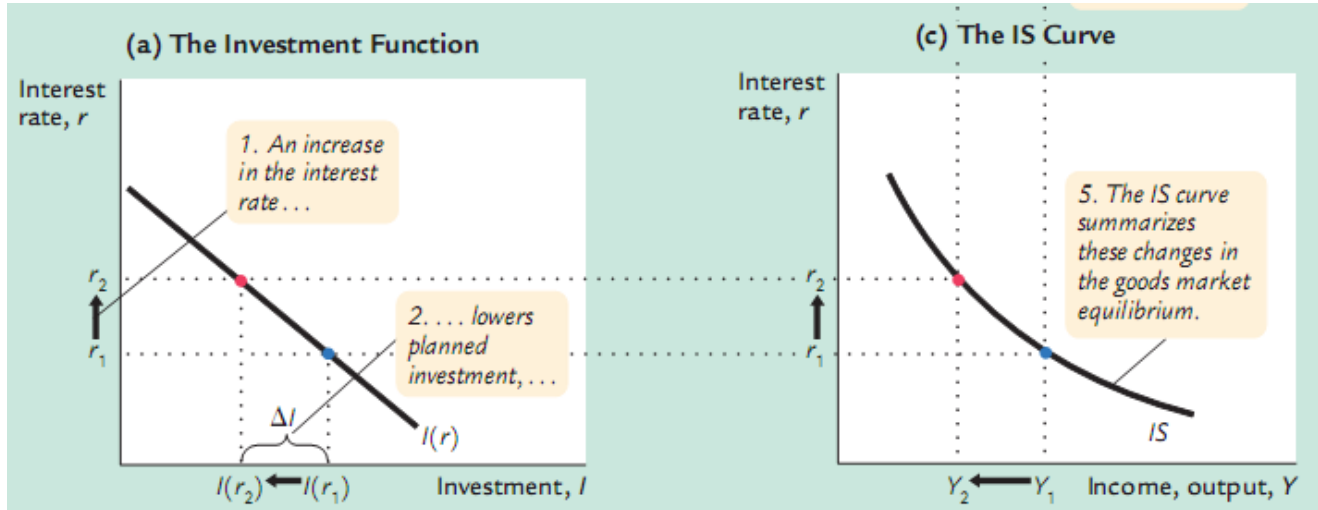 (a) The Investment Function
Interest
rate, r
1. An increase
in the interest
rate . . .
r2
r1
2. . . . lowers
planned
investment, . . .
ΔI
I(r)
I(r2)
I(r1)
Investment, I
(c) The IS Curve
Interest
rate, r
r2
r1
5. The IS curve
summarizes
these changes in
the goods market
equilibrium.
IS
Y2
Y1
Income, output, Y